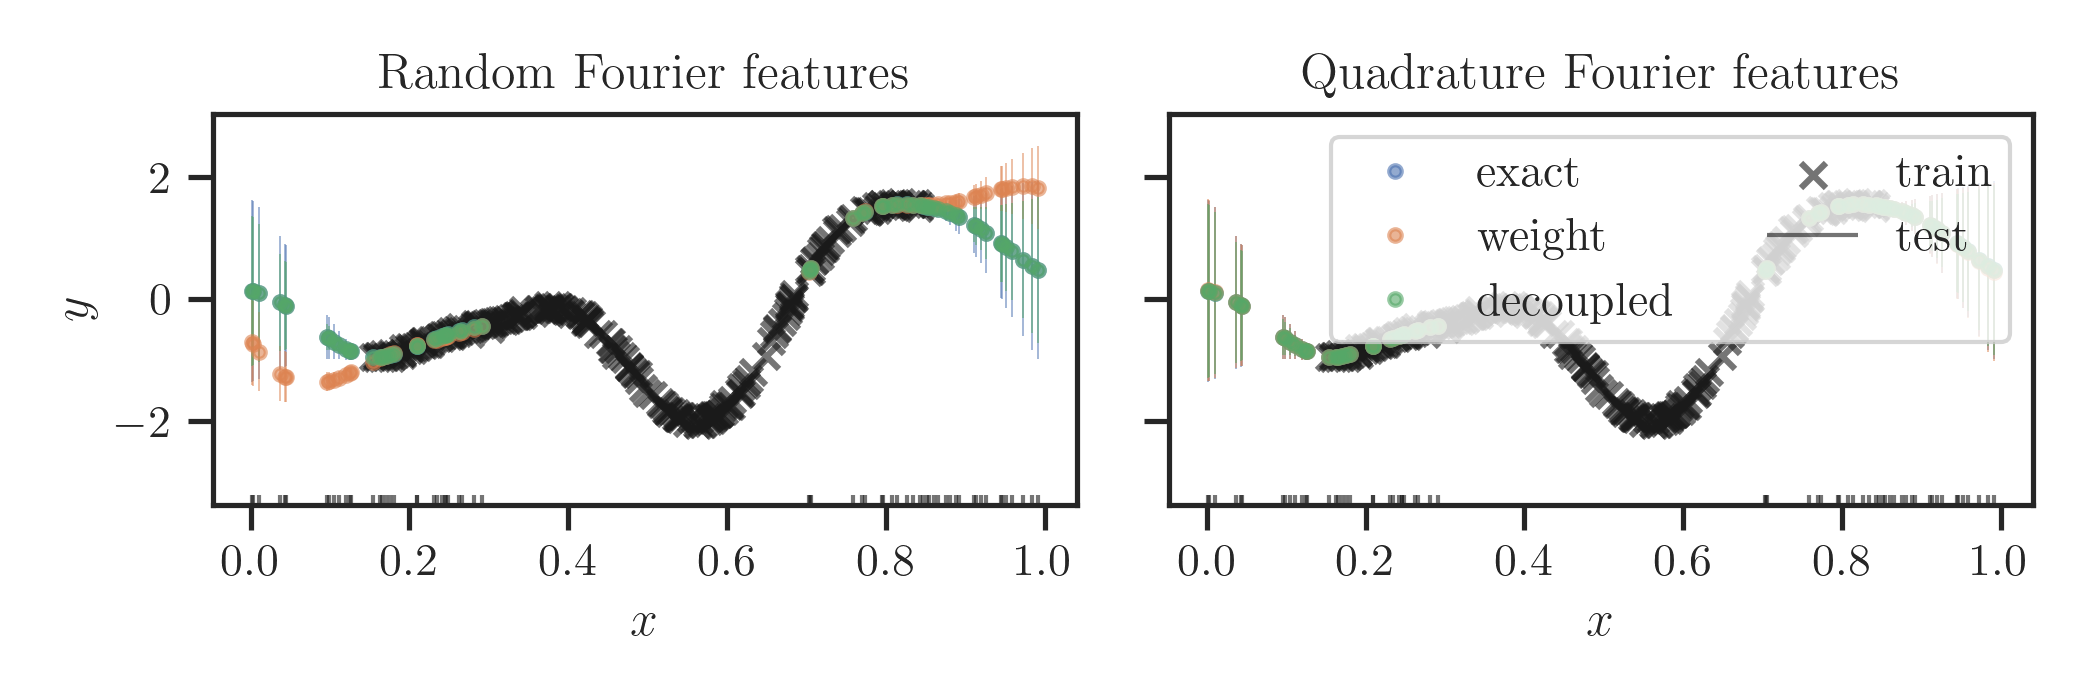 Random Fourier features
Quadrature Fourier features
y
2
0
−2
exact
weight
decoupled
train
test
0.0 0.2 0.4 0.6 0.8 1.0
0.0 0.2 0.4 0.6 0.8 1.0
x
x